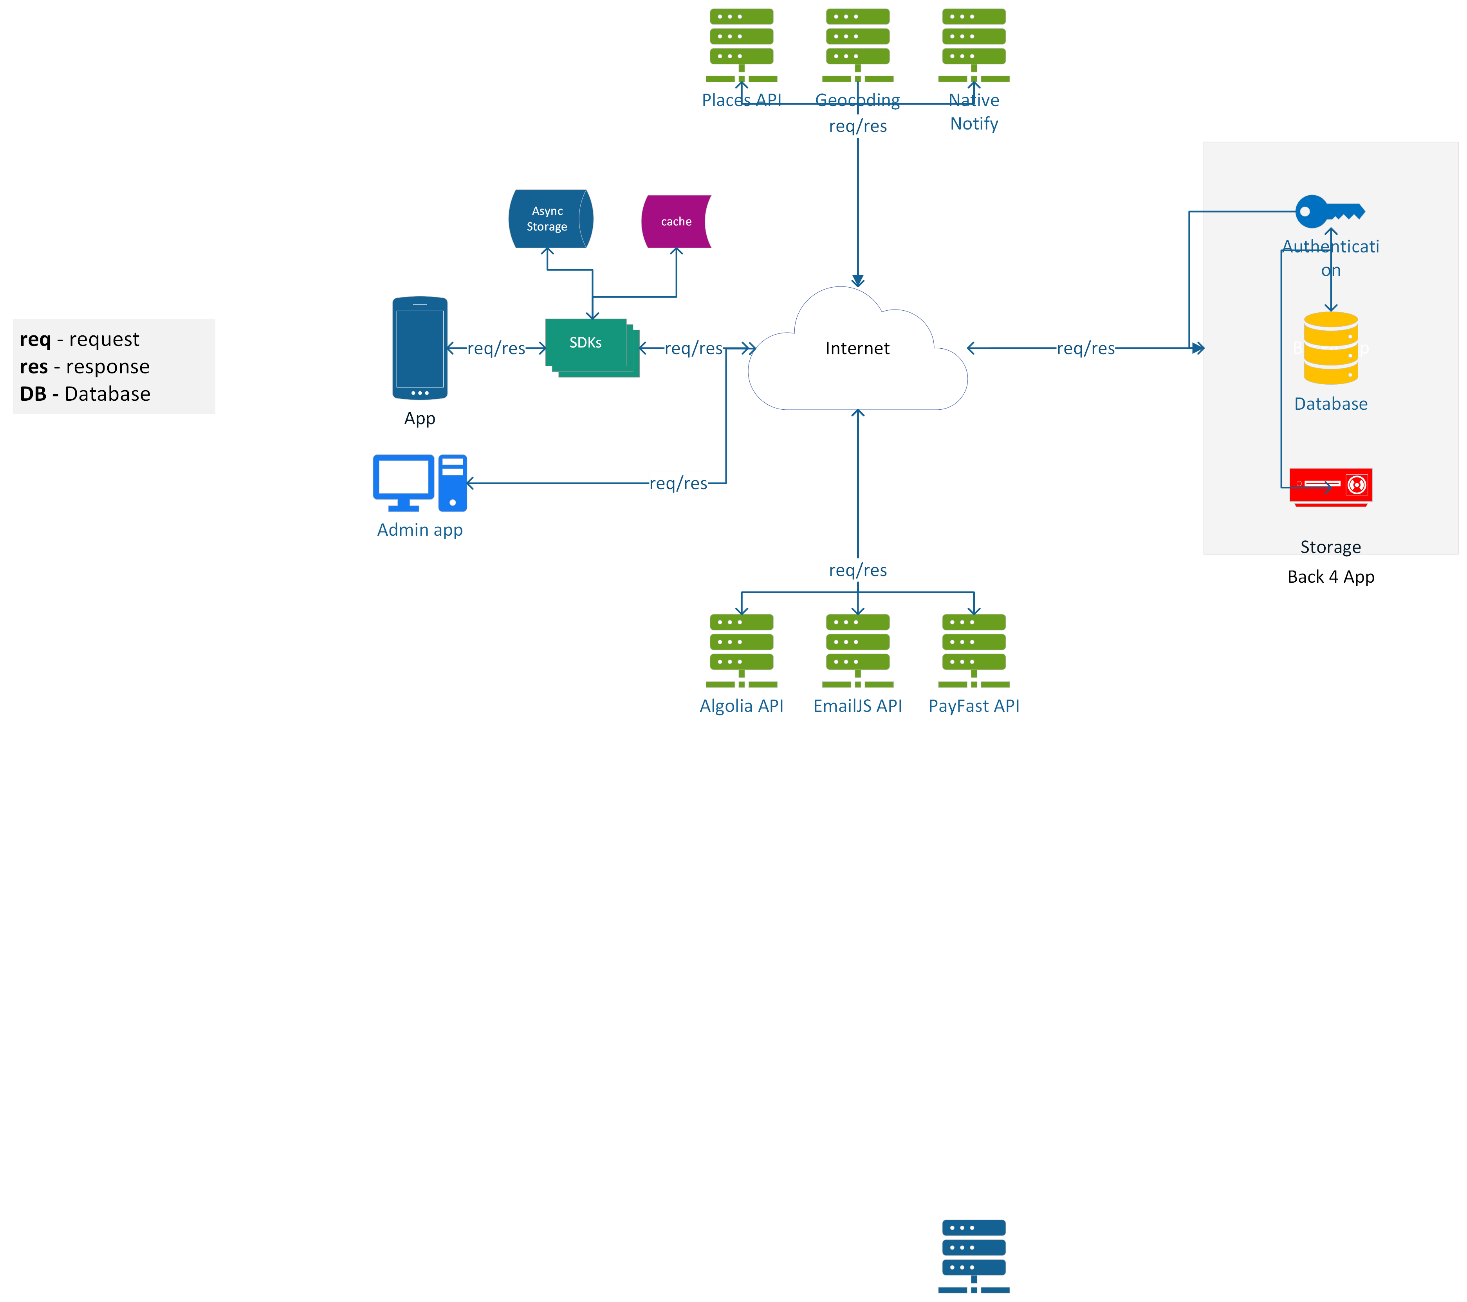 Places API
Geocoding
Native
Notify
req/res
Async
Storage
cache
Authenticati
on
req - request
res - response
DB - Database
SDKs
req/res
req/res
Internet
req/res
App
Database
req/res
Admin app
Storage
Back 4 App
req/res
Algolia API
EmailJS API
PayFast API